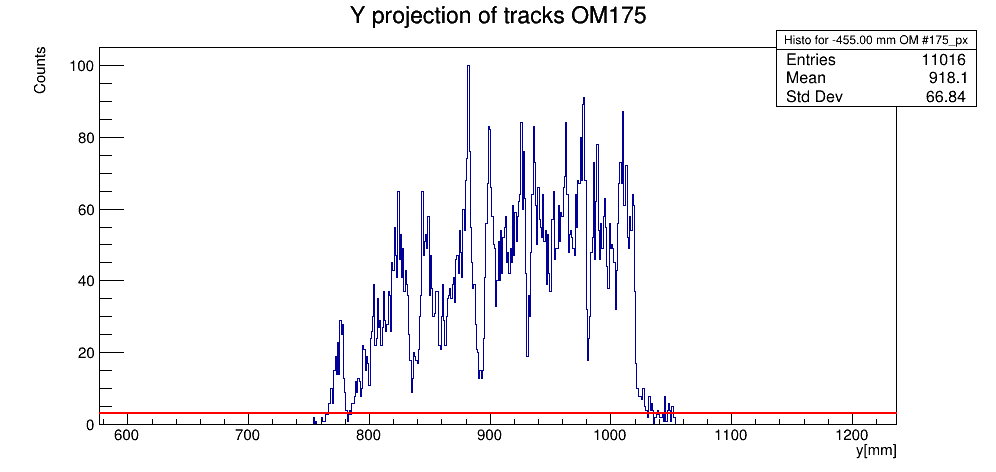 Y projection of tracks OM175
Histo for -455.00 mm OM #175_px
Entries 11016
Mean 918.1
Std Dev 66.84
Counts
100
80
60
40
20
0
600 700 800 900 1000 1100 1200
y[mm]